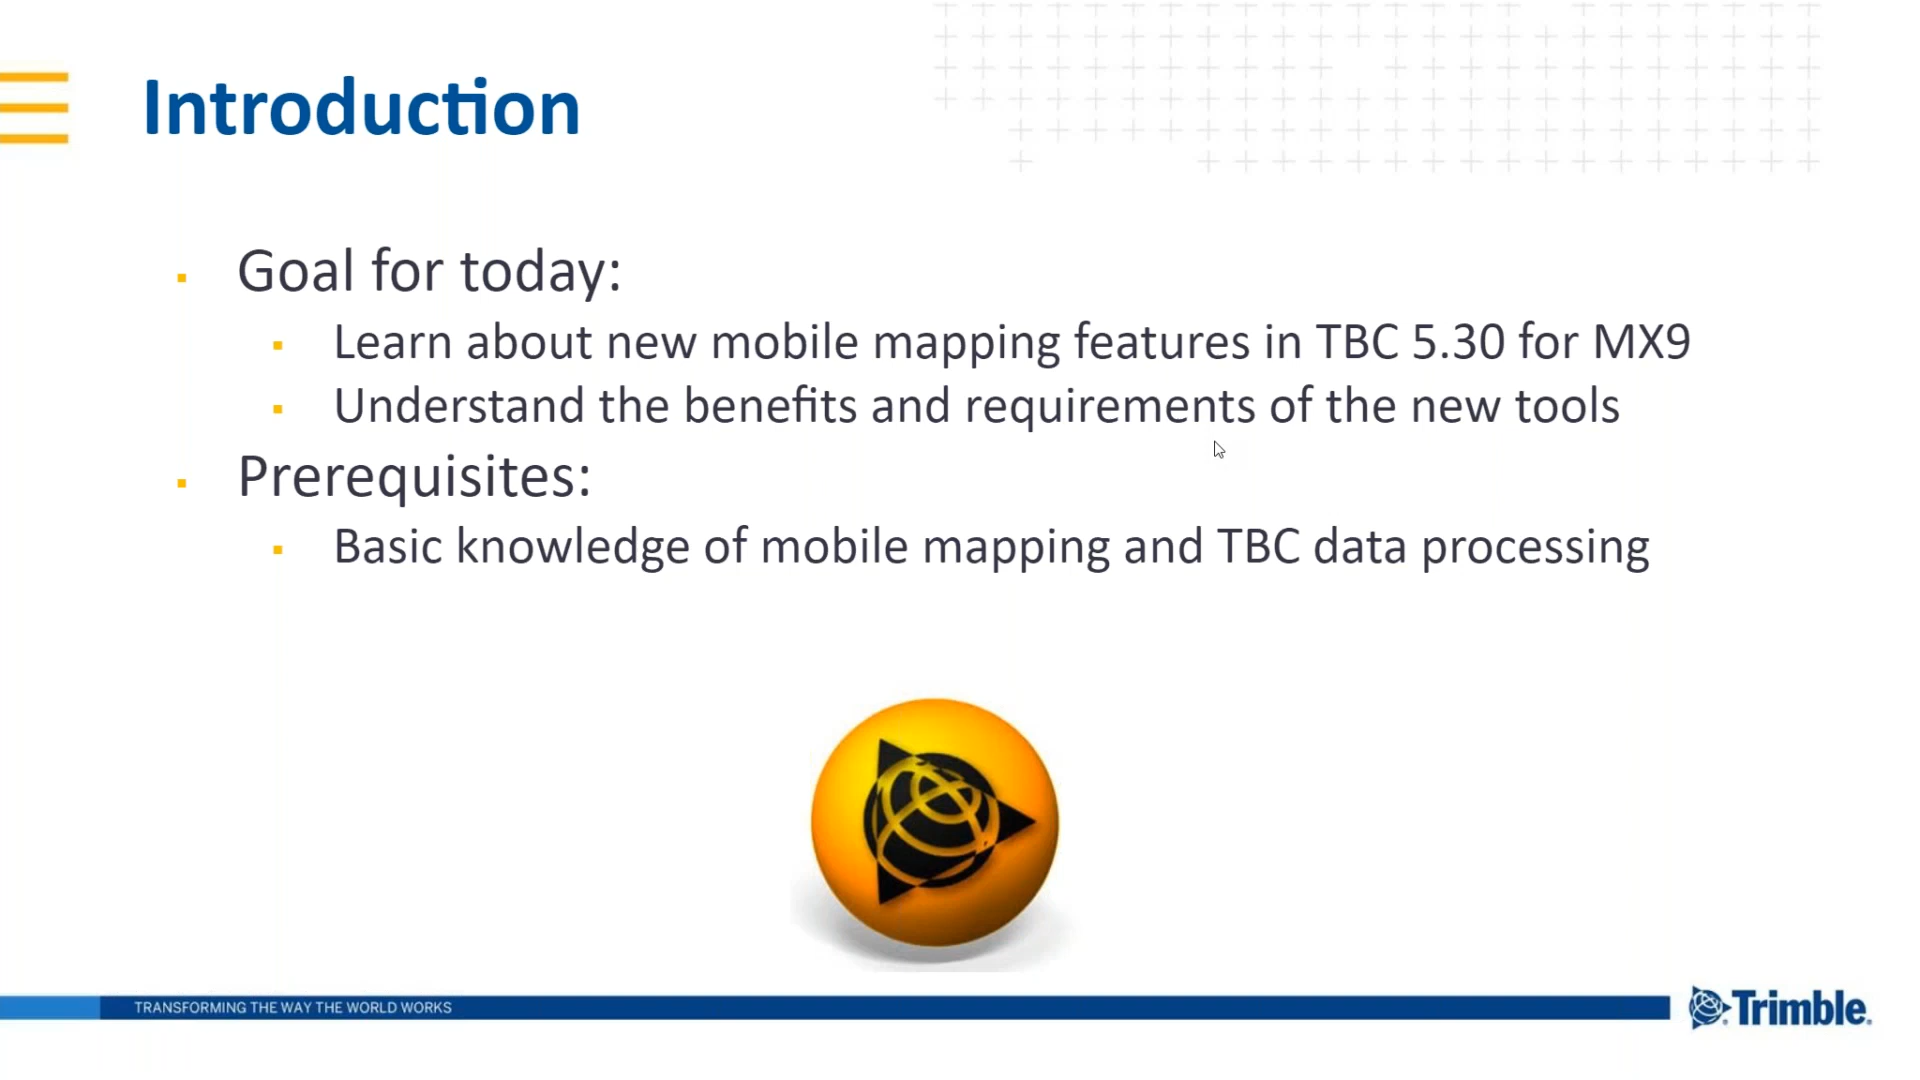 Introduction
Goal for today:
Learn about new mobile mapping features in TBC 5.30 for MX9
Understand the benefits and requirements of the new tools
Prerequisites:
Basic knowledge of mobile mapping and TBC data processing
TRANSFORMING THE WAY THE WORLD WORKS
Trimble.